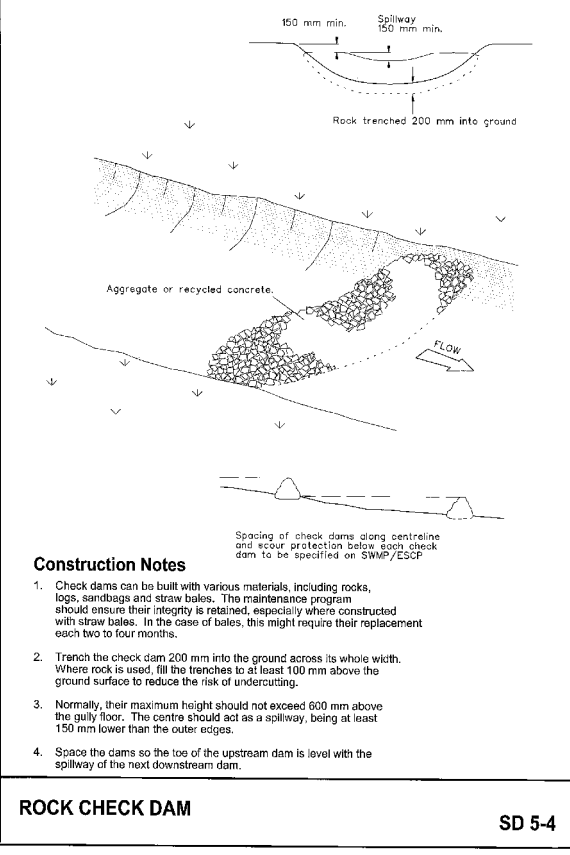 150 mm min.
Spillway
150 mm min.
Rock trenched 200 mm into ground
Aggregate or recycled concrete.
FLOW
Spacing of check dams along centreline
and scour protection below each check
dam to be specified on SWMP/ESCP
Construction Notes
1. Check dams can be built with various materials, including rocks,
logs, sandbags and straw bales. The maintenance program
should ensure their integrity is retained, especially where constructed
with straw bales. In the case of bales, this might require their replacement
each two to four months.
2. Trench the check dam 200 mm into the ground across its whole width.
Where rock is used, fill the trenches to at least 100 mm above the
ground surface to reduce the risk of undercutting.
3. Normally, their maximum height should not exceed 600 mm above
the gully floor. The centre should act as a spillway, being at least
150 mm lower than the outer edges.
4. Space the dams so the toe of the upstream dam is level with the
spillway of the next downstream dam.
ROCK CHECK DAM
SD 5-4